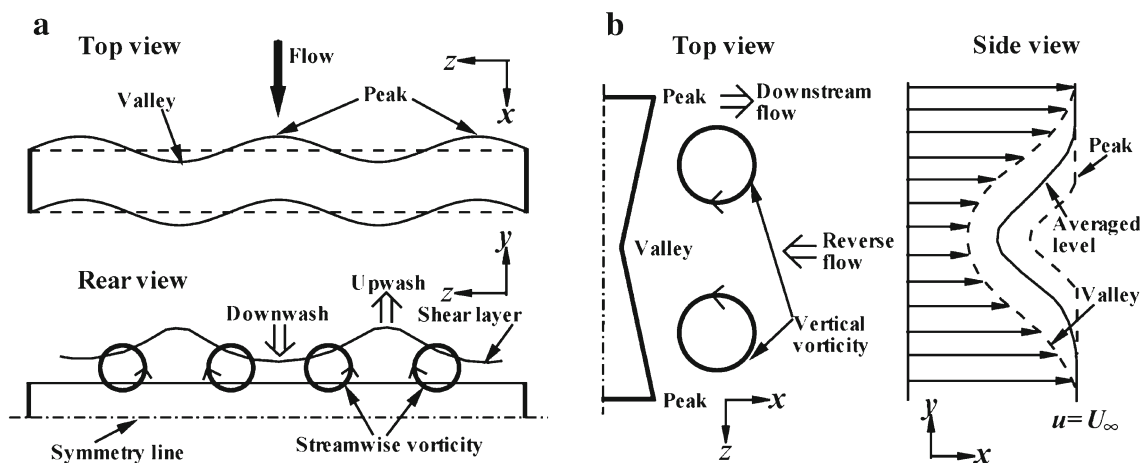 a
Top view
Flow
z
x
Valley
Peak
Rear view
y
z
Upwash
Downwash
Shear layer
Symmetry line
Streamwise vorticity
b
Top view
Side view
Peak
Downstream
flow
Valley
Reverse
flow
Vertical
vorticity
Peak
x
z
Peak
Averaged
level
Valley
y
x
u=U∞